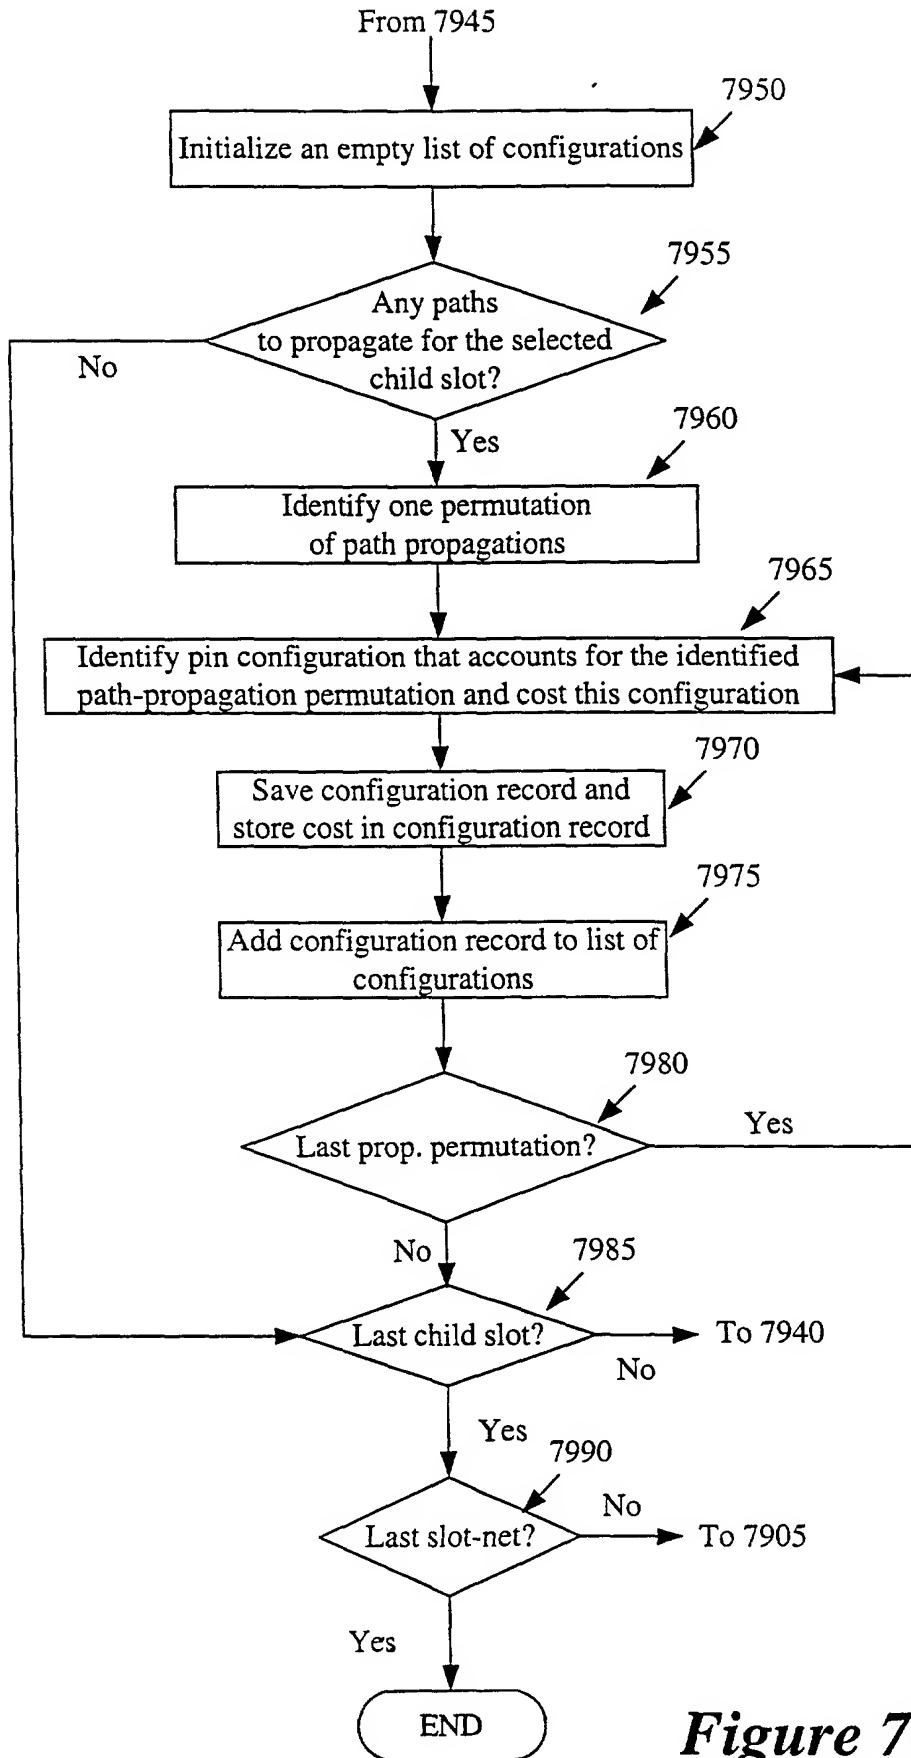 From 7945
7950
Initialize an empty list of configurations
7955
Any paths
to propagate for the selected
child slot?
No
Yes
7960
Identify one permutation
of path propagations
7965
Identify pin configuration that accounts for the identified
path-propagation permutation and cost this configuration
7970
Save configuration record and
store cost in configuration record
7975
Add configuration record to list of
configurations
7980
Last prop. permutation?
Yes
No
7985
Last child slot?
To 7940
No
Yes
7990
Last slot-net?
No
To 7905
Yes
END
Figure 7